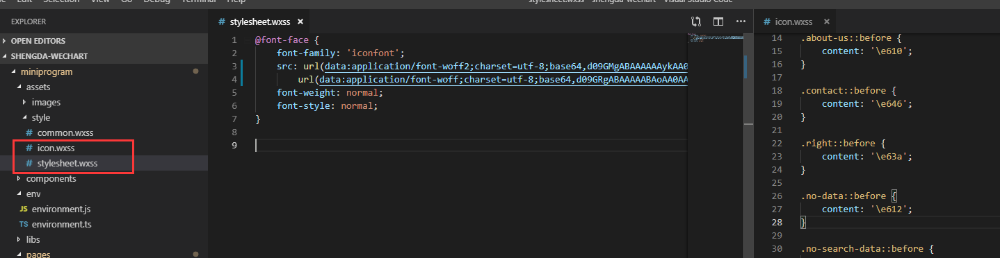 Edit Selection View Go Debug Terminal Help stylesheet.wxss - shengda-wechart - Visual Studio Code
EXPLORER
OPEN EDITORS
SHENGDA-WECHART
miniprogram
assets
images
style
# common.wxss
# icon.wxss
# stylesheet.wxss
components
env
JS environment.js
TS environment.ts
libs
pages
# stylesheet.wxss ×
1 @font-face {
2 font-family: 'iconfont';
3 src: url(data:application/font-woff2;charset=utf-8;base64,d09GMgABAAAAAAykAA0
4 url(data:application/font-woff;charset=utf-8;base64,d09GRgABAAAAABAoAA0AA
5 font-weight: normal;
6 font-style: normal;
7 }
8
9
# icon.wxss ×
14 .about-us::before {
15 content: '\e610';
16 }
17
18 .contact::before {
19 content: '\e646';
20 }
21
22 .right::before {
23 content: '\e63a';
24 }
25
26 .no-data::before {
27 content: '\e612';
28 }
29
30 .no-search-data::before {